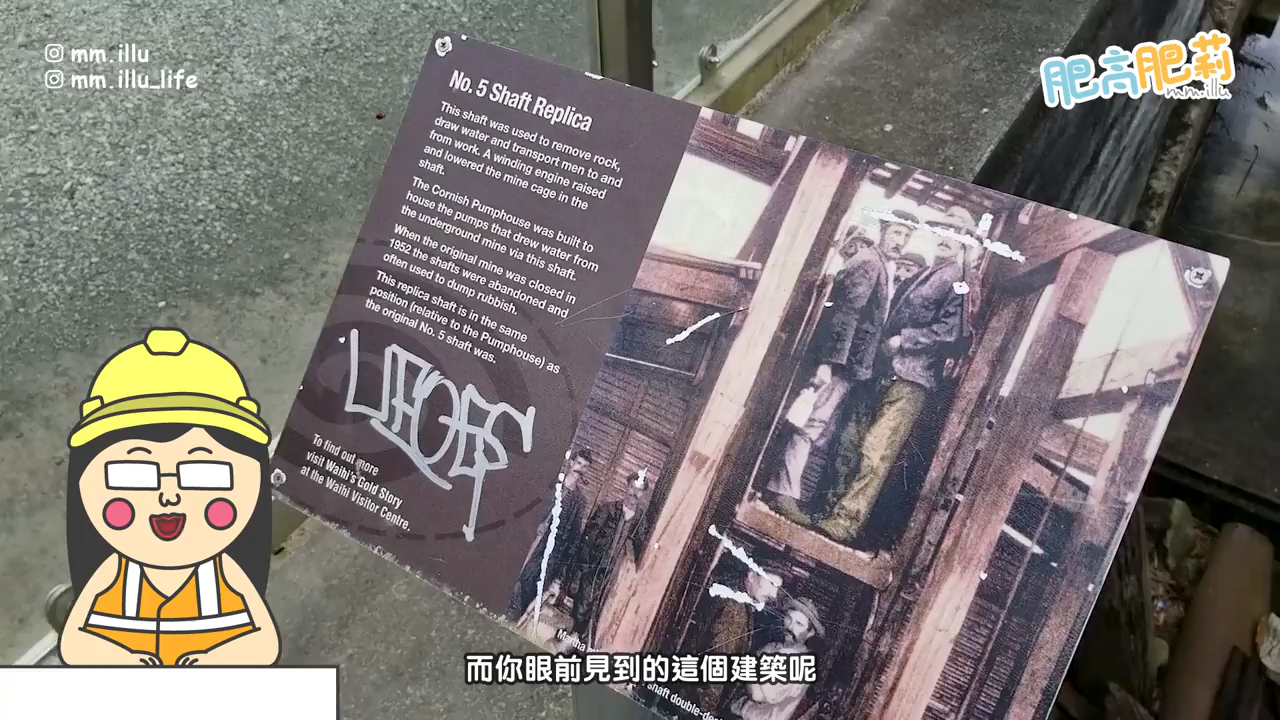 mm.illu
mm.illu_life
肥高肥莉
mm.illu
No. 5 Shaft Replica
This shaft was used to remove rock,
draw water and transport men to and
from work. A winding engine raised
and lowered the mine cage in the
shaft.
The Cornish Pumphouse was built to
house the pumps that drew water from
the underground mine via this shaft.
When the original mine was closed in
1952 the shafts were abandoned and
often used to dump rubbish.
This replica shaft is in the same
position (relative to the Pumphouse) as
the original No. 5 shaft was.
To find out more
visit Waihi's Gold Story
at the Waihi Visitor Centre.
Martha
shaft
而你眼前見到的這個建築呢